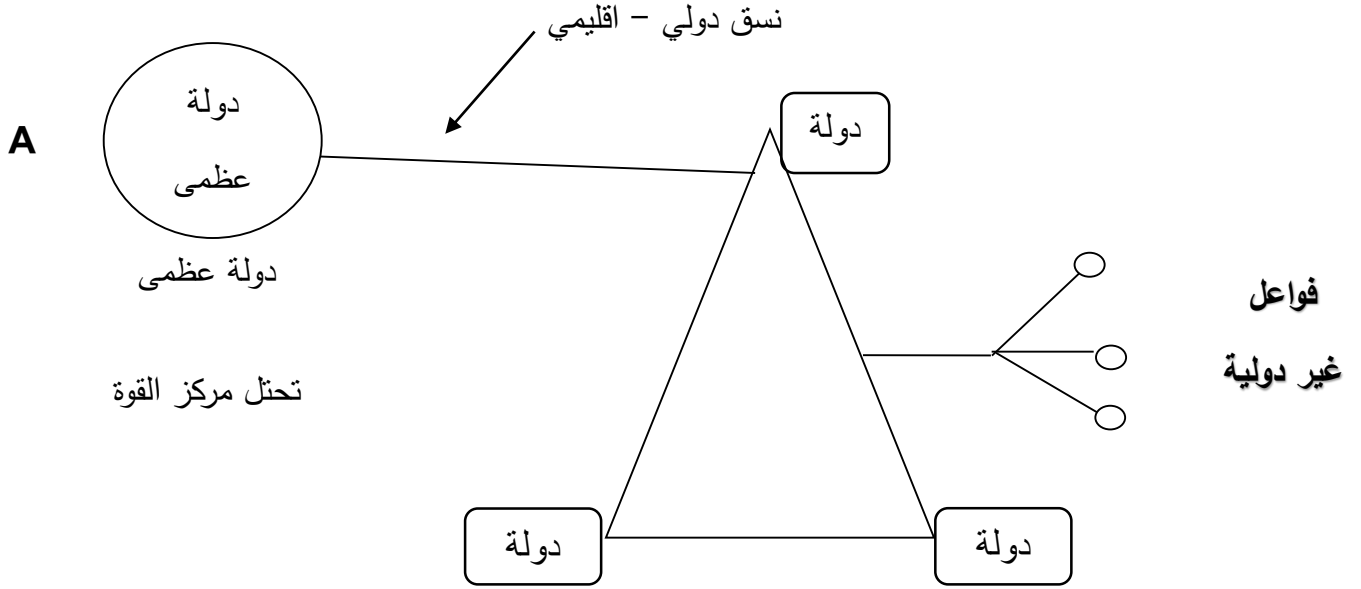 نسق دولي – اقليمي
دولة
عظمى
A
دولة
دولة عظمى
فواعل
غير دولية
تحتل مركز القوة
دولة
دولة